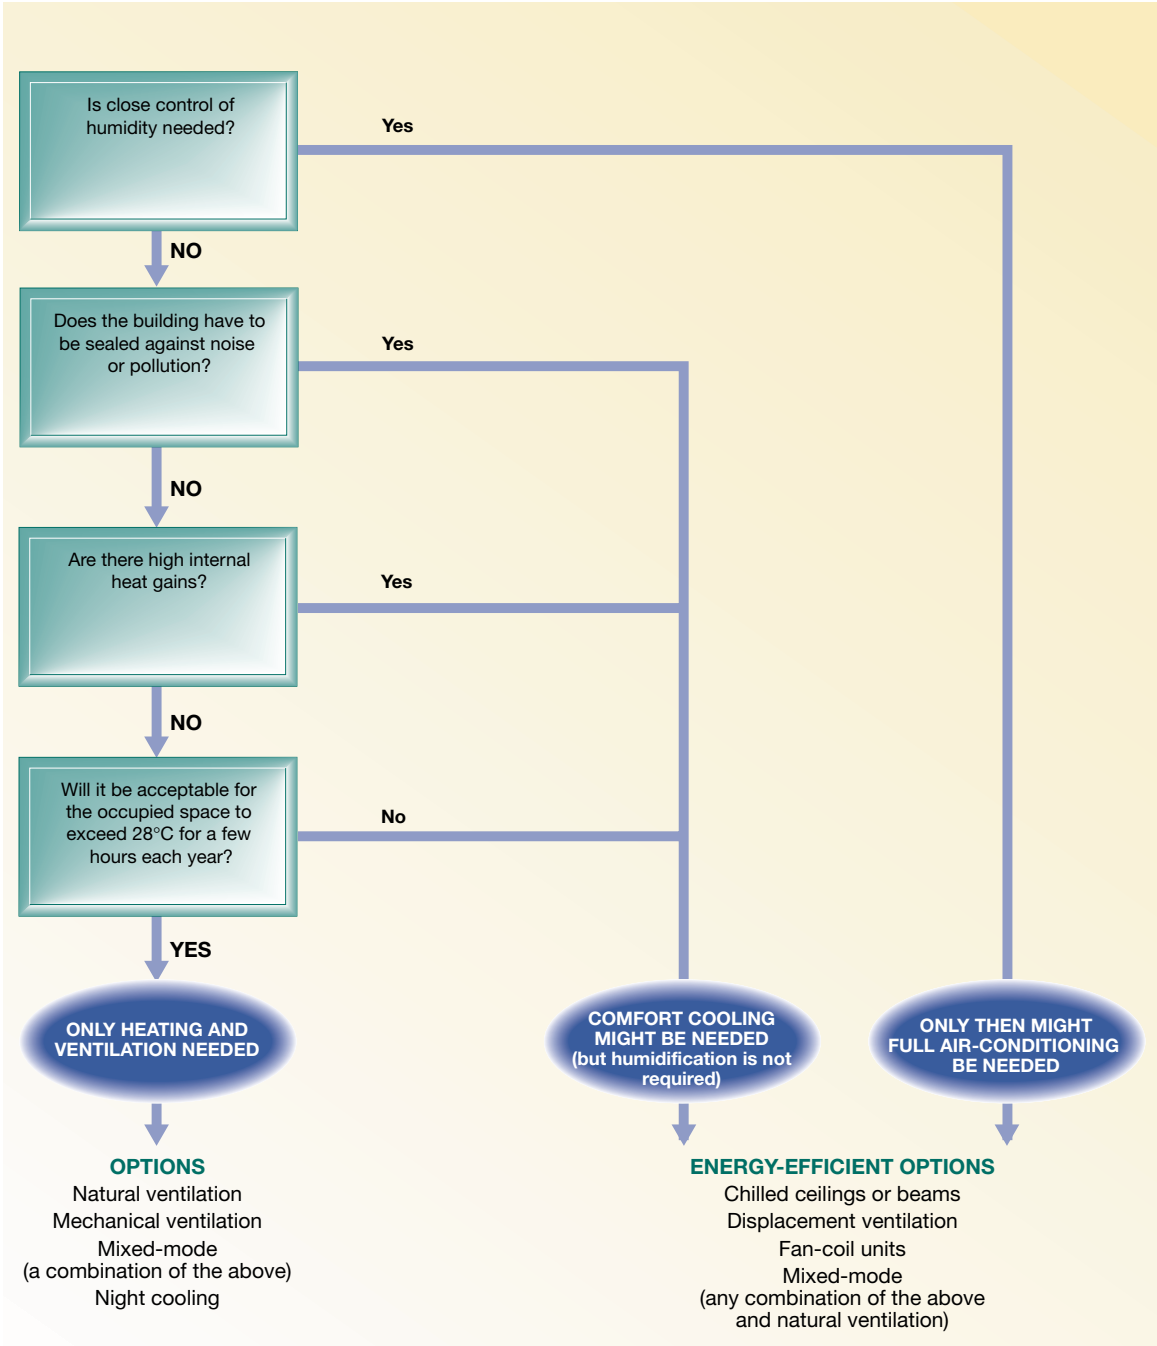 Is close control of
humidity needed?
Yes
NO
Does the building have to
be sealed against noise
or pollution?
Yes
NO
Are there high internal
heat gains?
Yes
NO
Will it be acceptable for
the occupied space to
exceed 28°C for a few
hours each year?
No
YES
ONLY HEATING AND
VENTILATION NEEDED
COMFORT COOLING
MIGHT BE NEEDED
(but humidification is not
required)
ONLY THEN MIGHT
FULL AIR-CONDITIONING
BE NEEDED
OPTIONS
Natural ventilation
Mechanical ventilation
Mixed-mode
(a combination of the above)
Night cooling
ENERGY-EFFICIENT OPTIONS
Chilled ceilings or beams
Displacement ventilation
Fan-coil units
Mixed-mode
(any combination of the above
and natural ventilation)